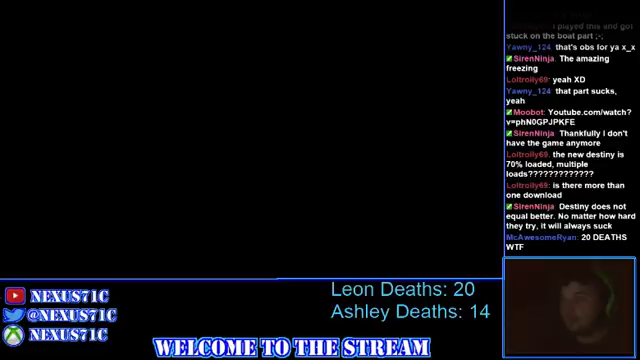 I played this and got
stuck on the boat part ;-;
Yawny_124 that's obs for ya x_x
SirenNinja: The amazing
freezing
Loltrolly69: yeah XD
Yawny_124 that part sucks,
yeah
Moobot: Youtube.com/watch?
v=phN0GPJPKFE
SirenNinja Thankfully I don't
have the game anymore
Loltrolly69: the new destiny is
70% loaded, multiple
loads?????????????
Loltrolly69: is there more than
one download
SirenNinja Destiny does not
equal better. No matter how hard
they try, it will always suck
McAwesomeRyan: 20 DEATHS
WTF
Leon Deaths: 20
Ashley Deaths: 14
NEXUS71C
@NEXUS71C
NEXUS71C
WELCOME TO THE STREAM